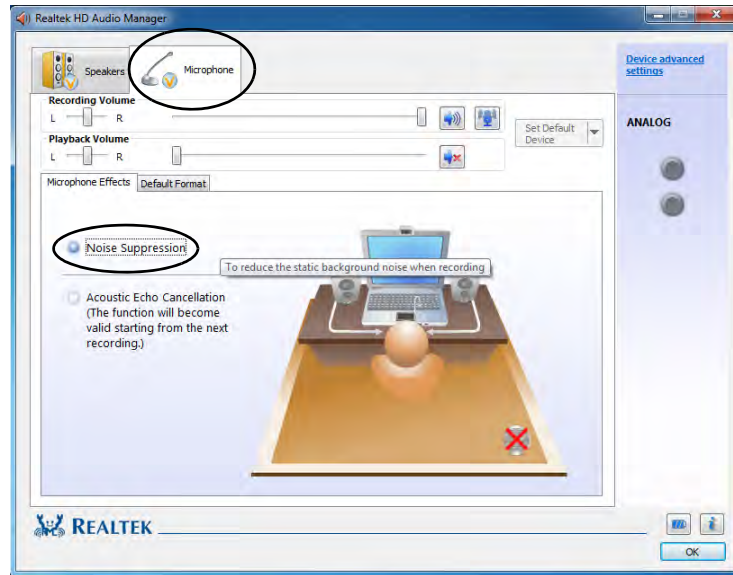 Realtek HD Audio Manager
Speakers
Microphone
Device advanced
settings
Recording Volume
L R
Set Default
Device
ANALOG
Playback Volume
L R
Microphone Effects Default Format
Noise Suppression
To reduce the static background noise when recording
Acoustic Echo Cancellation
(The function will become
valid starting from the next
recording.)
REALTEK
OK